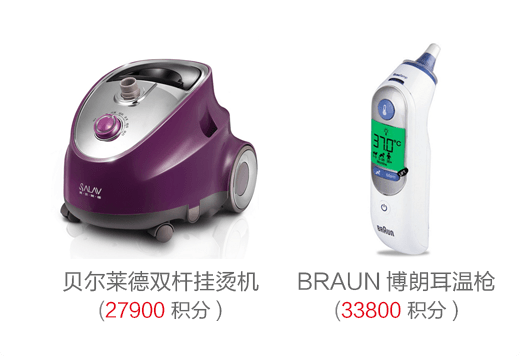 SALAV
37.0°C
BRAUN
贝尔莱德双杆挂烫机
(27900 积分)
BRAUN 博朗耳温枪
(33800 积分)